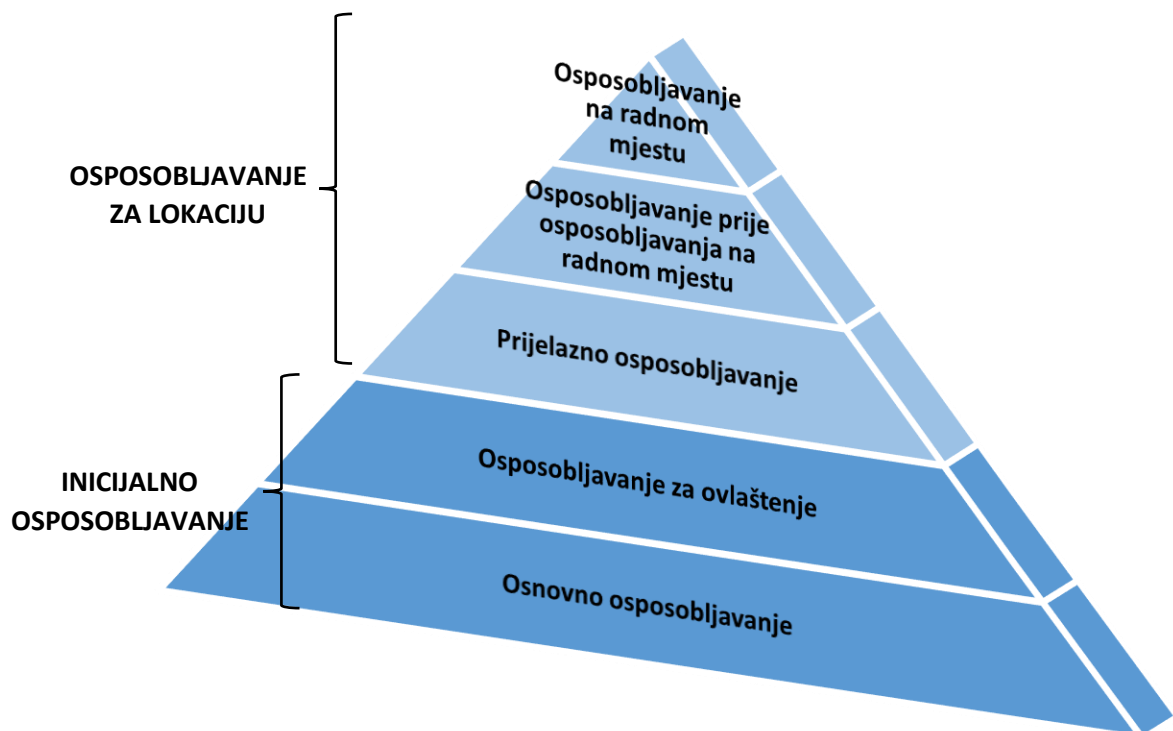 Osposobljavanje
na radnom
mjestu
OSPOSOBLJAVANJE
ZA LOKACIJU
Osposobljavanje prije
osposobljavanja na
radnom mjestu
Prijelazno osposobljavanje
Osposobljavanje za ovlaštenje
INICIJALNO
OSPOSOBLJAVANJE
Osnovno osposobljavanje